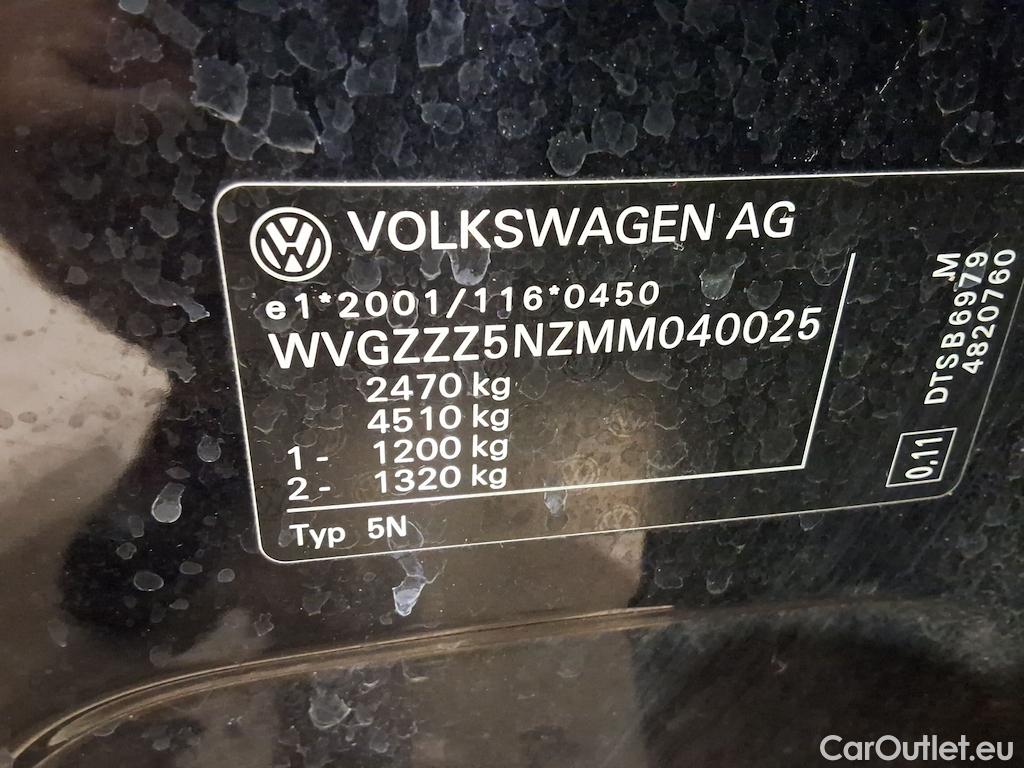 VOLKSWAGEN AG
e1*2001/116*0450
WVGZZZ5NZMM040025
2470 kg
4510 kg
1 - 1200 kg
2 - 1320 kg
Typ 5N
M
DTSB6979
4820760
0,11
CarOutlet.eu